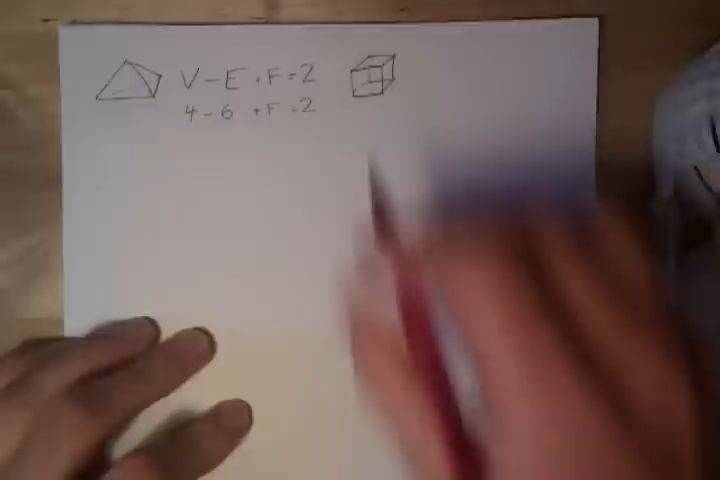 V - E + F = 2
4 - 6 + F = 2